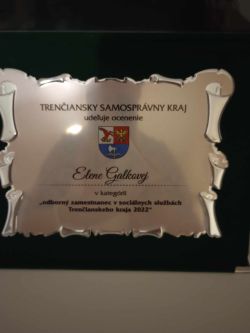 TRENČIANSKY SAMOSPRÁVNY KRAJ
udeľuje ocenenie
Elene Galkovej
v kategórii
„odborný zamestnanec v sociálnych službách
Trenčianskeho kraja 2022"